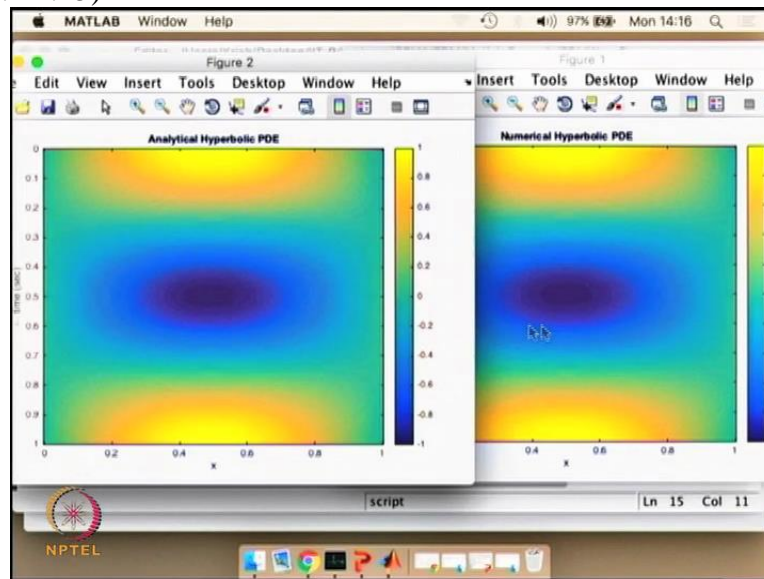 MATLAB Window Help 97% Mon 14:16
Figure 2
Figure 1
Edit View Insert Tools Desktop Window Help
Insert Tools Desktop Window Help
Analytical Hyperbolic PDE
Numerical Hyperbolic PDE
0
0.1
0.2
0.3
0.4
0.5
0.6
0.7
0.8
0.9
1
time (sec)
0 0.2 0.4 0.6 0.8 1
x
1
0.8
0.6
0.4
0.2
0
-0.2
-0.4
-0.6
-0.8
-1
0.4 0.6 0.8 1
x
script
Ln 15 Col 11
NPTEL